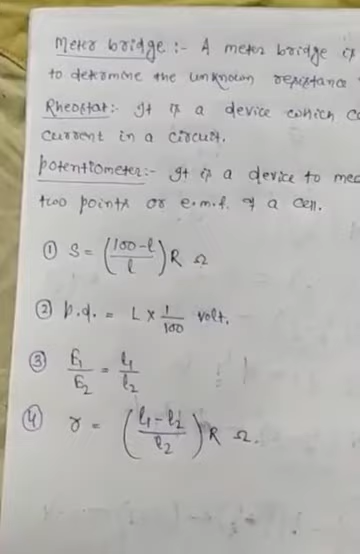 Meter bridge :- A meter bridge is
to determine the unknown resistance
Rheostat:- It is a device which
current in a circuit.
Potentiometer:- It is a device to
two points or e.m.f. of a cell.
① S = (100-l/l) R Ω
② p.d. = L × 1/100 volt.
③ E₁/E₂ = l₁/l₂
④ r = (l₁-l₂/l₂) R Ω.